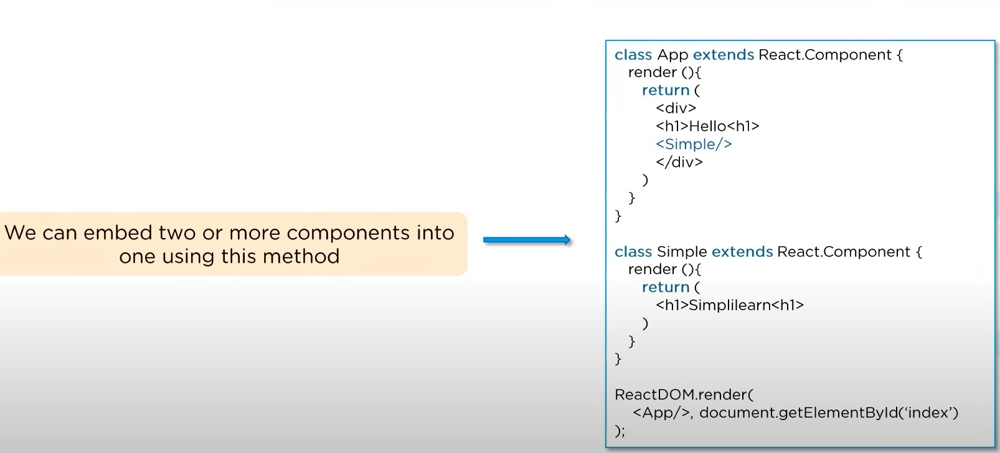 We can embed two or more components into
one using this method
class App extends React.Component {
render (){
return (
<div>
<h1>Hello<h1>
<Simple/>
</div>
)
}
}
class Simple extends React.Component {
render (){
return (
<h1>Simplilearn<h1>
)
}
}
ReactDOM.render(
<App/>, document.getElementById(‘index’)
);